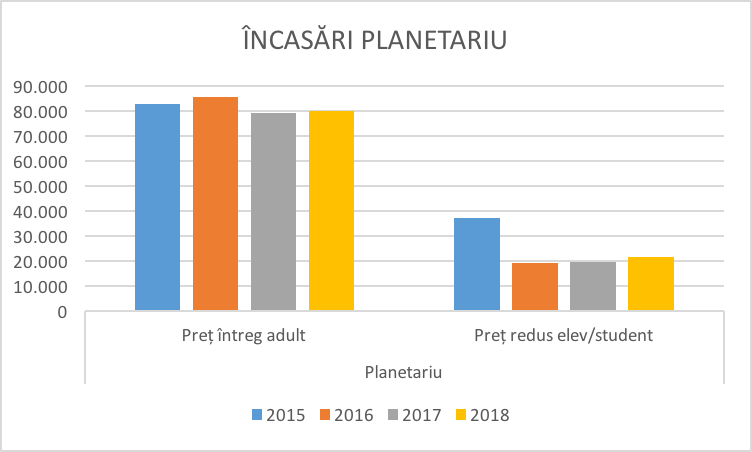 ÎNCASĂRI PLANETARIU
90.000
80.000
70.000
60.000
50.000
40.000
30.000
20.000
10.000
0
Preț întreg adult
Preț redus elev/student
Planetariu
2015 2016 2017 2018